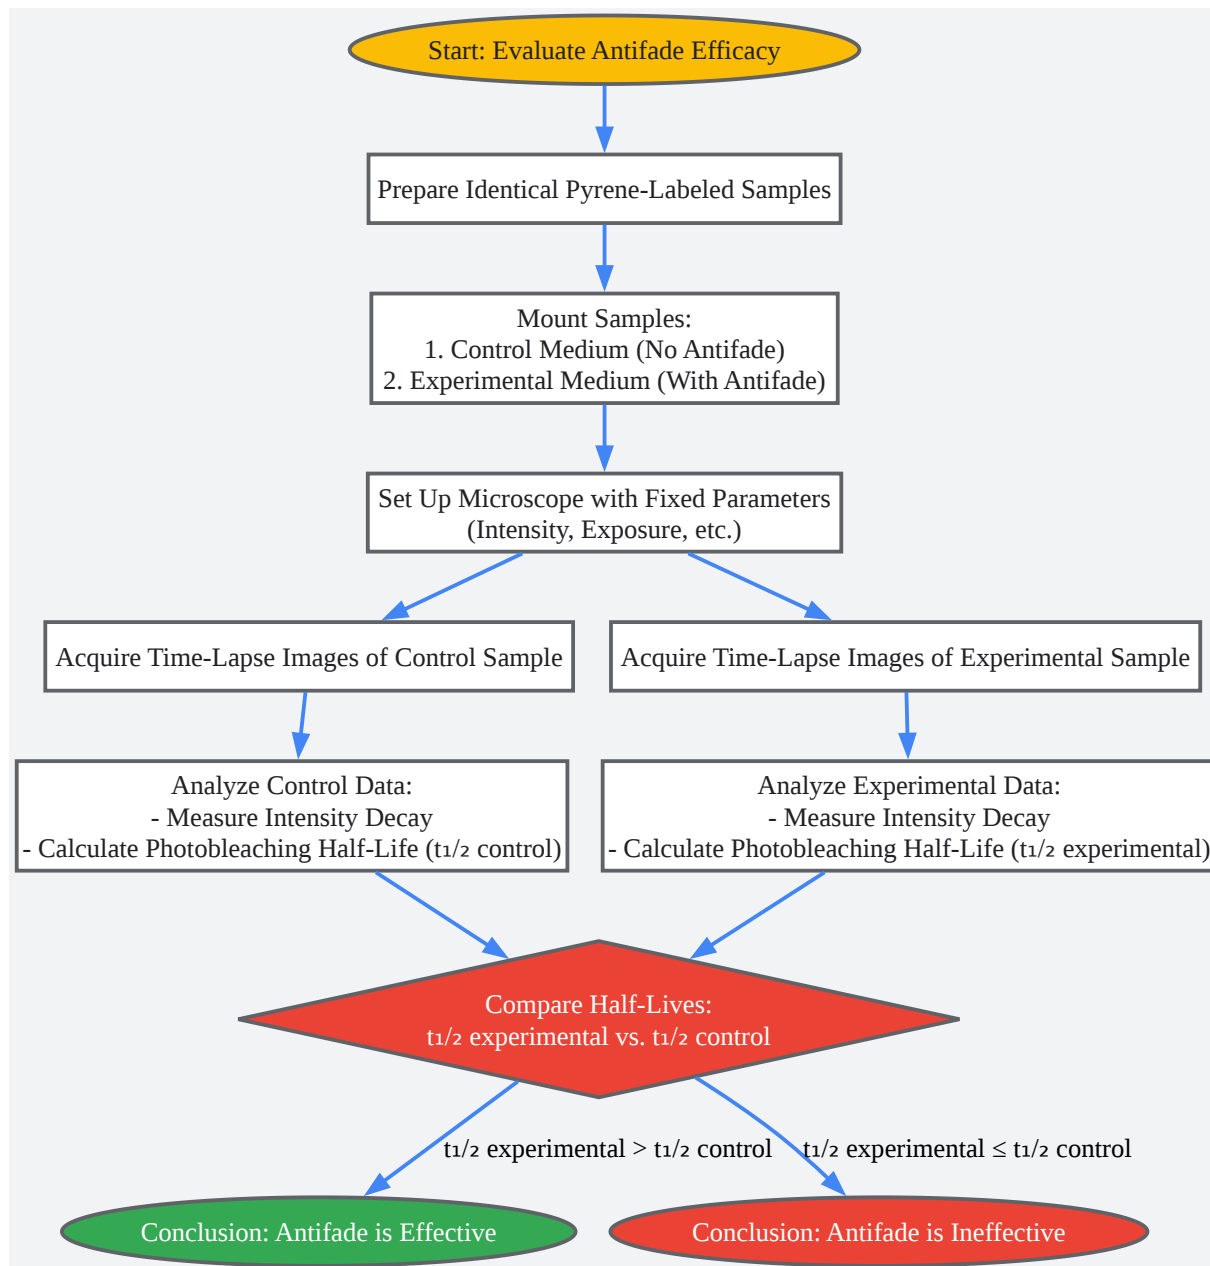 Start: Evaluate Antifade Efficacy
Prepare Identical Pyrene-Labeled Samples
Mount Samples:
1. Control Medium (No Antifade)
2. Experimental Medium (With Antifade)
Set Up Microscope with Fixed Parameters
(Intensity, Exposure, etc.)
Acquire Time-Lapse Images of Control Sample
Acquire Time-Lapse Images of Experimental Sample
Analyze Control Data:
- Measure Intensity Decay
- Calculate Photobleaching Half-Life (t₁/₂ control)
Analyze Experimental Data:
- Measure Intensity Decay
- Calculate Photobleaching Half-Life (t₁/₂ experimental)
Compare Half-Lives:
t₁/₂ experimental vs. t₁/₂ control
t₁/₂ experimental > t₁/₂ control
t₁/₂ experimental ≤ t₁/₂ control
Conclusion: Antifade is Effective
Conclusion: Antifade is Ineffective